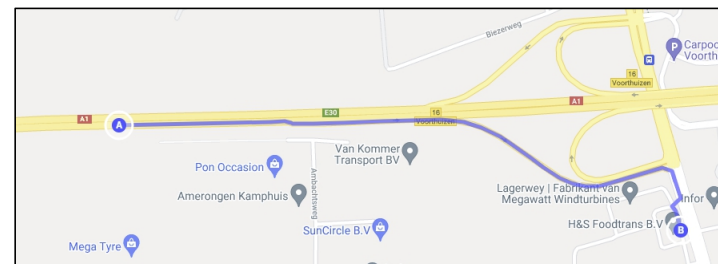 Biezerweg
Carpoo
Voorth
P
16
Voorthuizen
A1
E30
A1
16
Voorthuizen
A
Van Kommer
Transport BV
Pon Occasion
Ambachtsweg
Amerongen Kamphuis
Lagerwey | Fabrikant van
Megawatt Windturbines
Infor
SunCircle B.V
H&S Foodtrans B.V
B
Mega Tyre